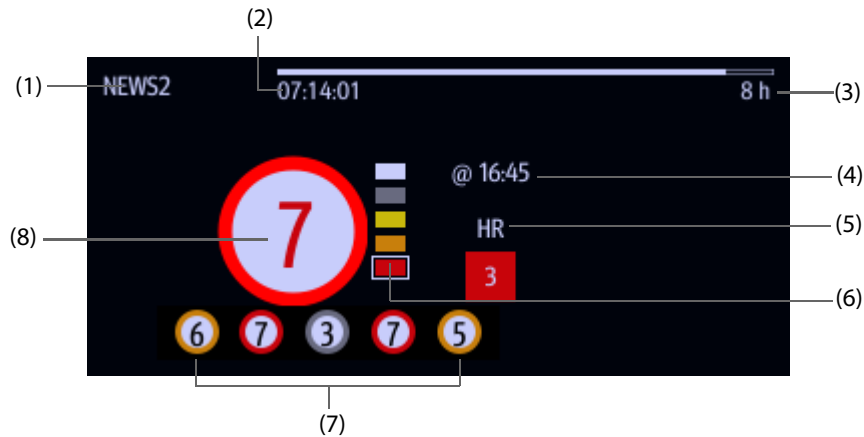 (2)
(1) NEWS2 07:14:01 8 h (3)
@ 16:45 (4)
(8) 7 HR (5)
3 (6)
6 7 3 7 5
(7)